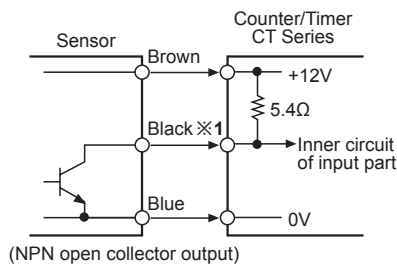 Counter/Timer
CT Series
Sensor
Brown
+12V
5.4Ω
Black ※1
Inner circuit
of input part
Blue
0V
(NPN open collector output)